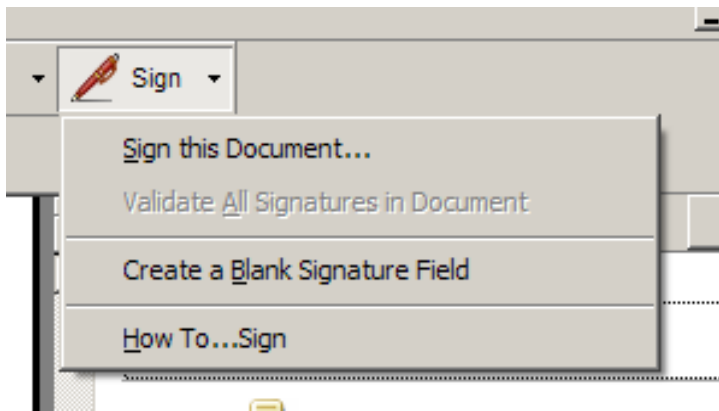 Sign
Sign this Document...
Validate All Signatures in Document
Create a Blank Signature Field
How To...Sign